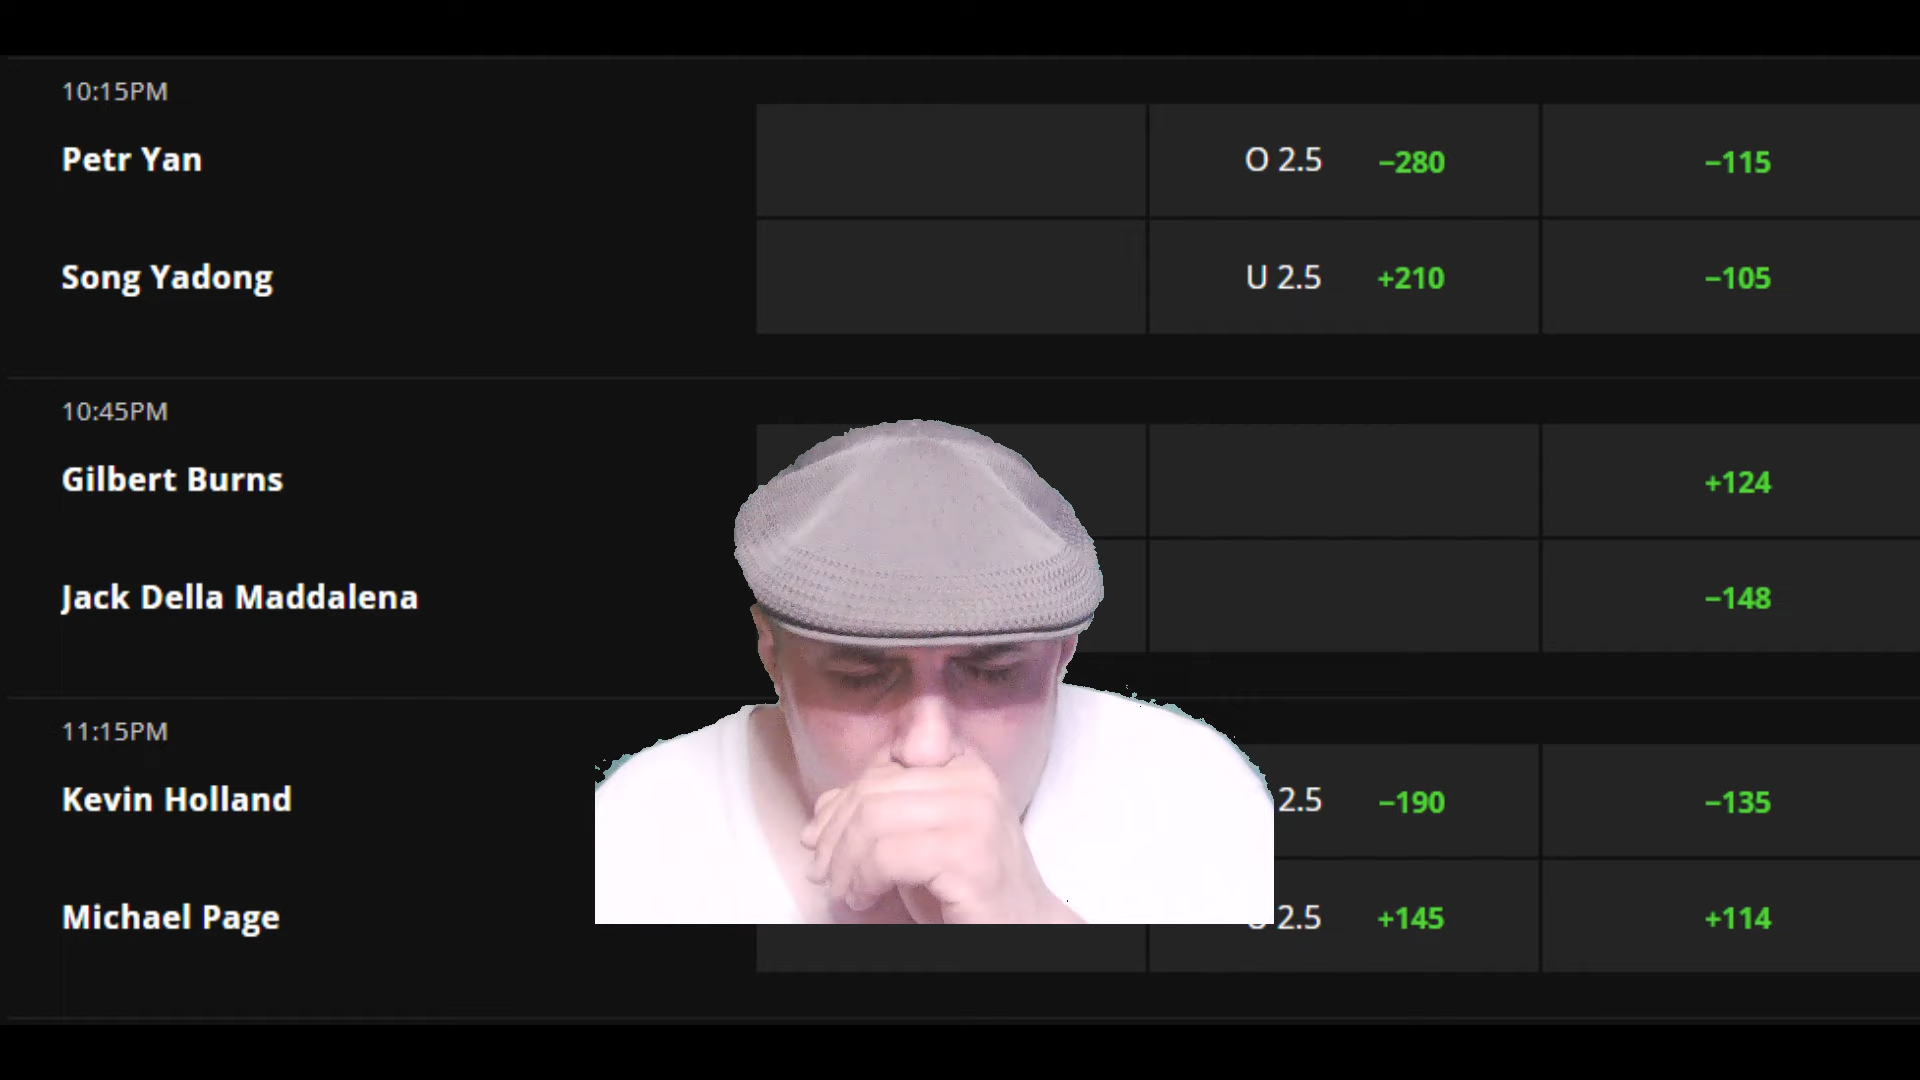 10:15PM
Petr Yan O 2.5 −280 −115
Song Yadong U 2.5 +210 −105
10:45PM
Gilbert Burns +124
Jack Della Maddalena −148
11:15PM
Kevin Holland 2.5 −190 −135
Michael Page 2.5 +145 +114